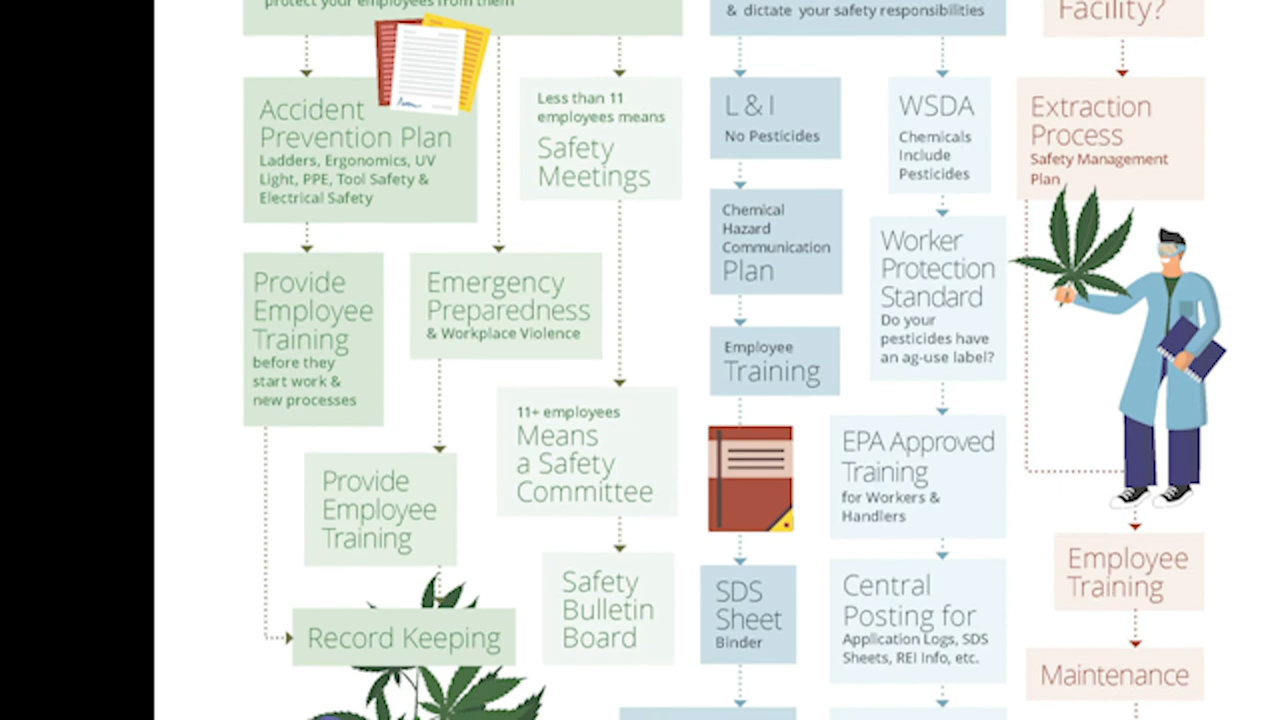 protect your employees from them
& dictate your safety responsibilities
Facility?
Accident
Prevention Plan
Ladders, Ergonomics, UV
Light, PPE, Tool Safety &
Electrical Safety
Less than 11
employees means
Safety
Meetings
L & I
No Pesticides
WSDA
Chemicals
Include
Pesticides
Extraction
Process
Safety Management
Plan
Chemical
Hazard
Communication
Plan
Worker
Protection
Standard
Do your
pesticides have
an ag-use label?
Provide
Employee
Training
before they
start work &
new processes
Emergency
Preparedness
& Workplace Violence
Employee
Training
11+ employees
Means
a Safety
Committee
EPA Approved
Training
for Workers &
Handlers
Provide
Employee
Training
Employee
Training
Safety
Bulletin
Board
SDS
Sheet
Binder
Central
Posting for
Application Logs, SDS
Sheets, REI Info, etc.
Record Keeping
Maintenance